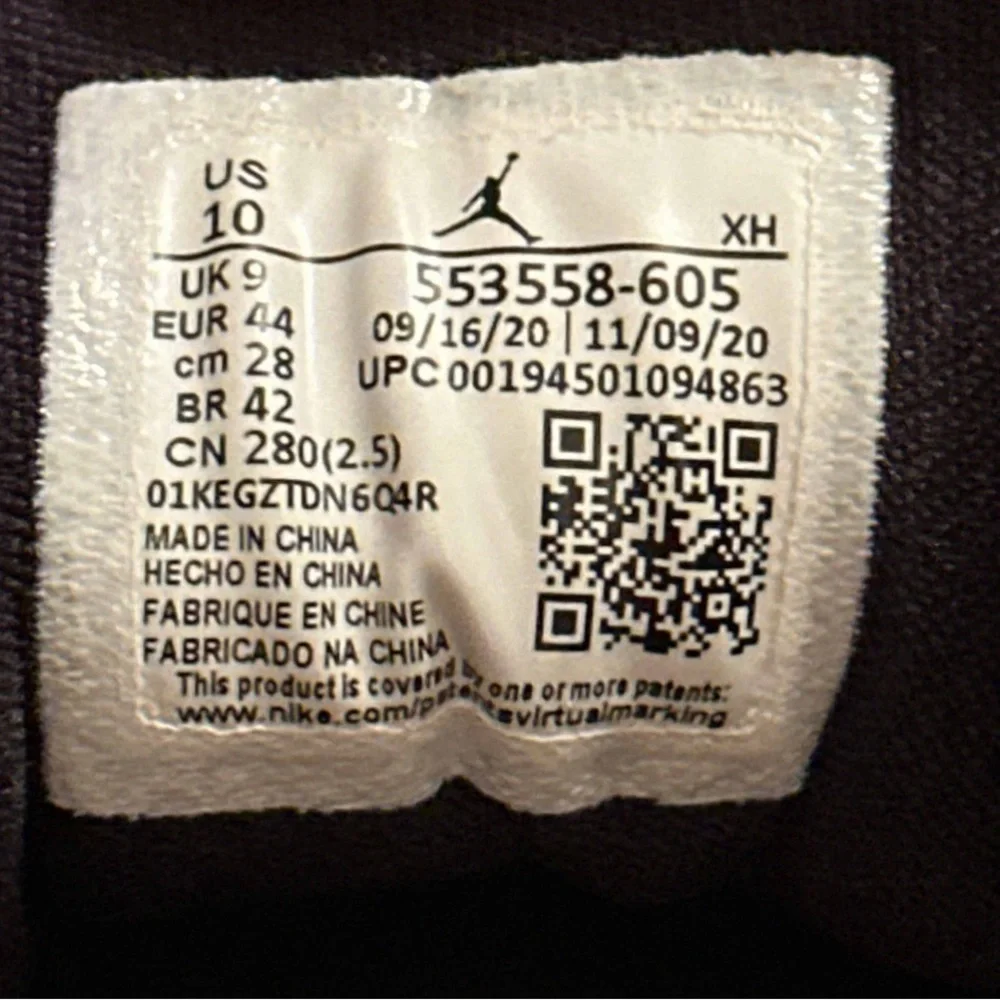 US
10
XH
UK 9
EUR 44
cm 28
BR 42
CN 280(2.5)
553558-605
09/16/20 | 11/09/20
UPC 00194501094863
01KEGZTDN6Q4R
MADE IN CHINA
HECHO EN CHINA
FABRIQUE EN CHINE
FABRICADO NA CHINA
This product is covered by one or more patents:
www.nike.com/patentsvirtualmarking